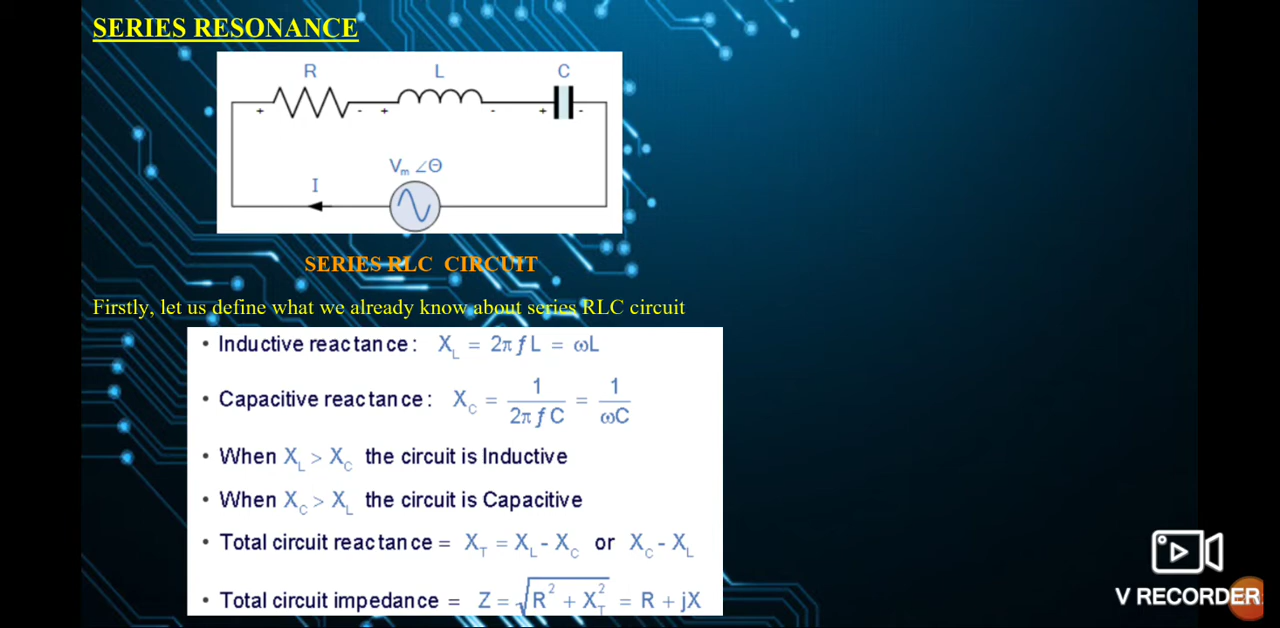 SERIES RESONANCE
R L C
+ - + - + -
Vm ∠Θ
I
SERIES RLC CIRCUIT
Firstly, let us define what we already know about series RLC circuit
• Inductive reactance: XL = 2πfL = ωL
• Capacitive reactance: XC = 1/2πfC = 1/ωC
• When XL > XC the circuit is Inductive
• When XC > XL the circuit is Capacitive
• Total circuit reactance = XT = XL - XC or XC - XL
• Total circuit impedance = Z = √R² + XT² = R + jX
V RECORDER